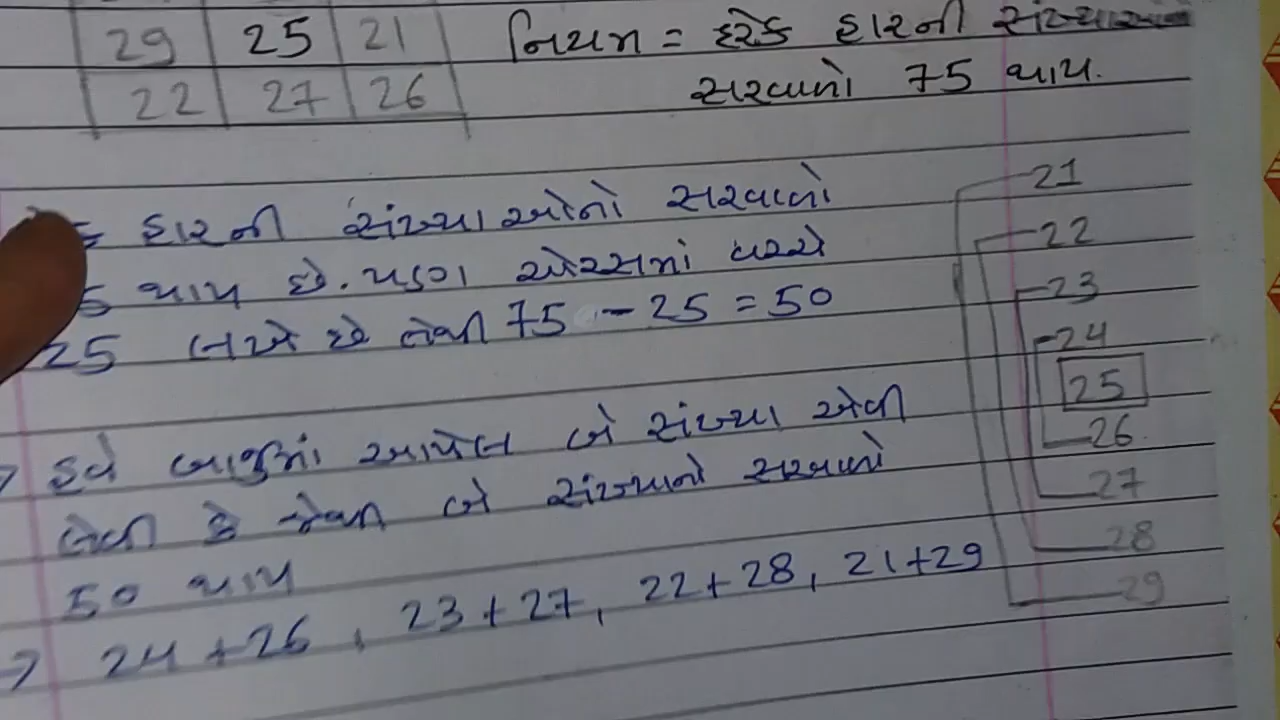 29 25 21 નિયમ = દરેક હારની
22 27 26 સરવાળો 75 થાય.
હારની સંખ્યાઓનો સરવાળો
થાય છે. પણ ચોરસમાં વચ્ચે
25 લખે છે તેથી 75 - 25 = 50
હવે બાજુમાં આપેલ બે સંખ્યા એવી
લેવી કે જેથી બે સંખ્યાનો સરવાળો
50 થાય
→ 24 + 26 , 23 + 27, 22 + 28, 21 + 29
21
22
23
24
25
26
27
28
29